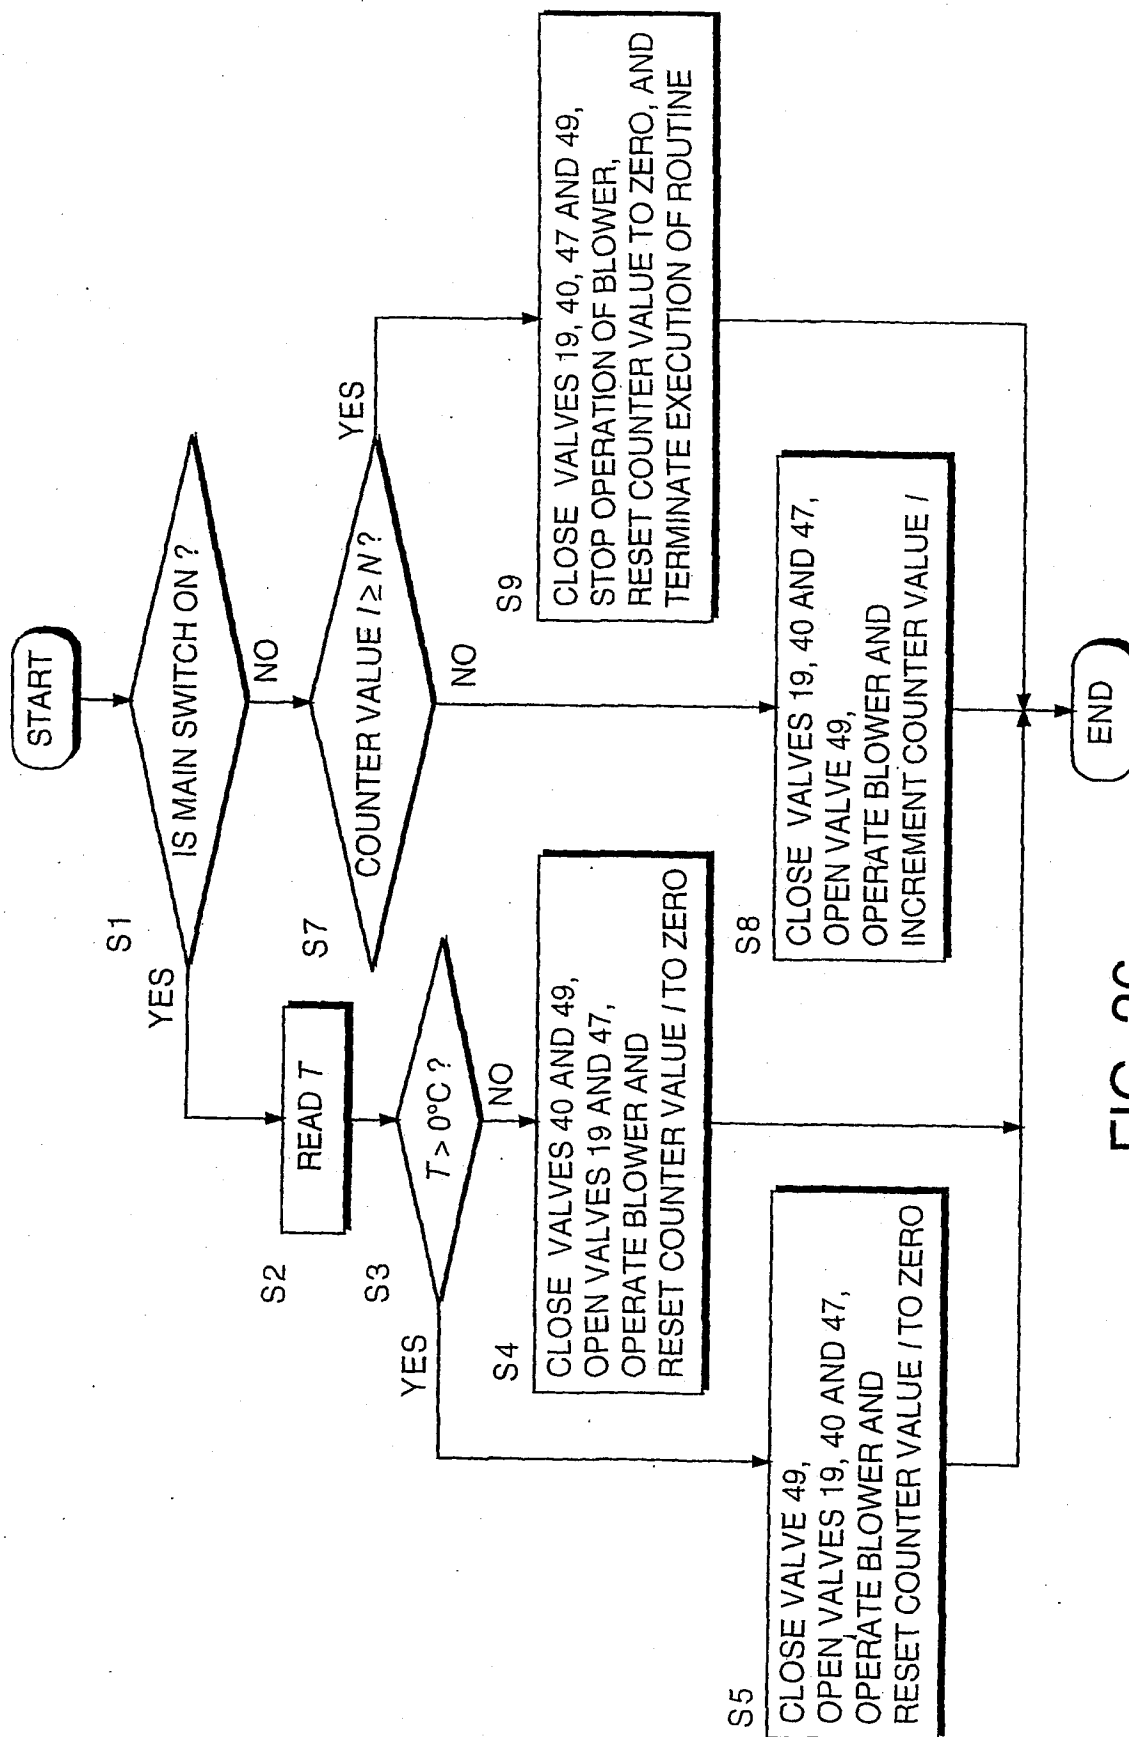 START
S1
IS MAIN SWITCH ON ?
YES
NO
S2
READ T
S7
COUNTER VALUE I ≥ N ?
YES
NO
S3
T > 0°C ?
YES
NO
S4
CLOSE VALVES 40 AND 49,
OPEN VALVES 19 AND 47,
OPERATE BLOWER AND
RESET COUNTER VALUE I TO ZERO
S9
CLOSE VALVES 19, 40, 47 AND 49,
STOP OPERATION OF BLOWER,
RESET COUNTER VALUE TO ZERO, AND
TERMINATE EXECUTION OF ROUTINE
S5
CLOSE VALVE 49,
OPEN VALVES 19, 40 AND 47,
OPERATE BLOWER AND
RESET COUNTER VALUE I TO ZERO
S8
CLOSE VALVES 19, 40 AND 47,
OPEN VALVE 49,
OPERATE BLOWER AND
INCREMENT COUNTER VALUE I
END
FIG.